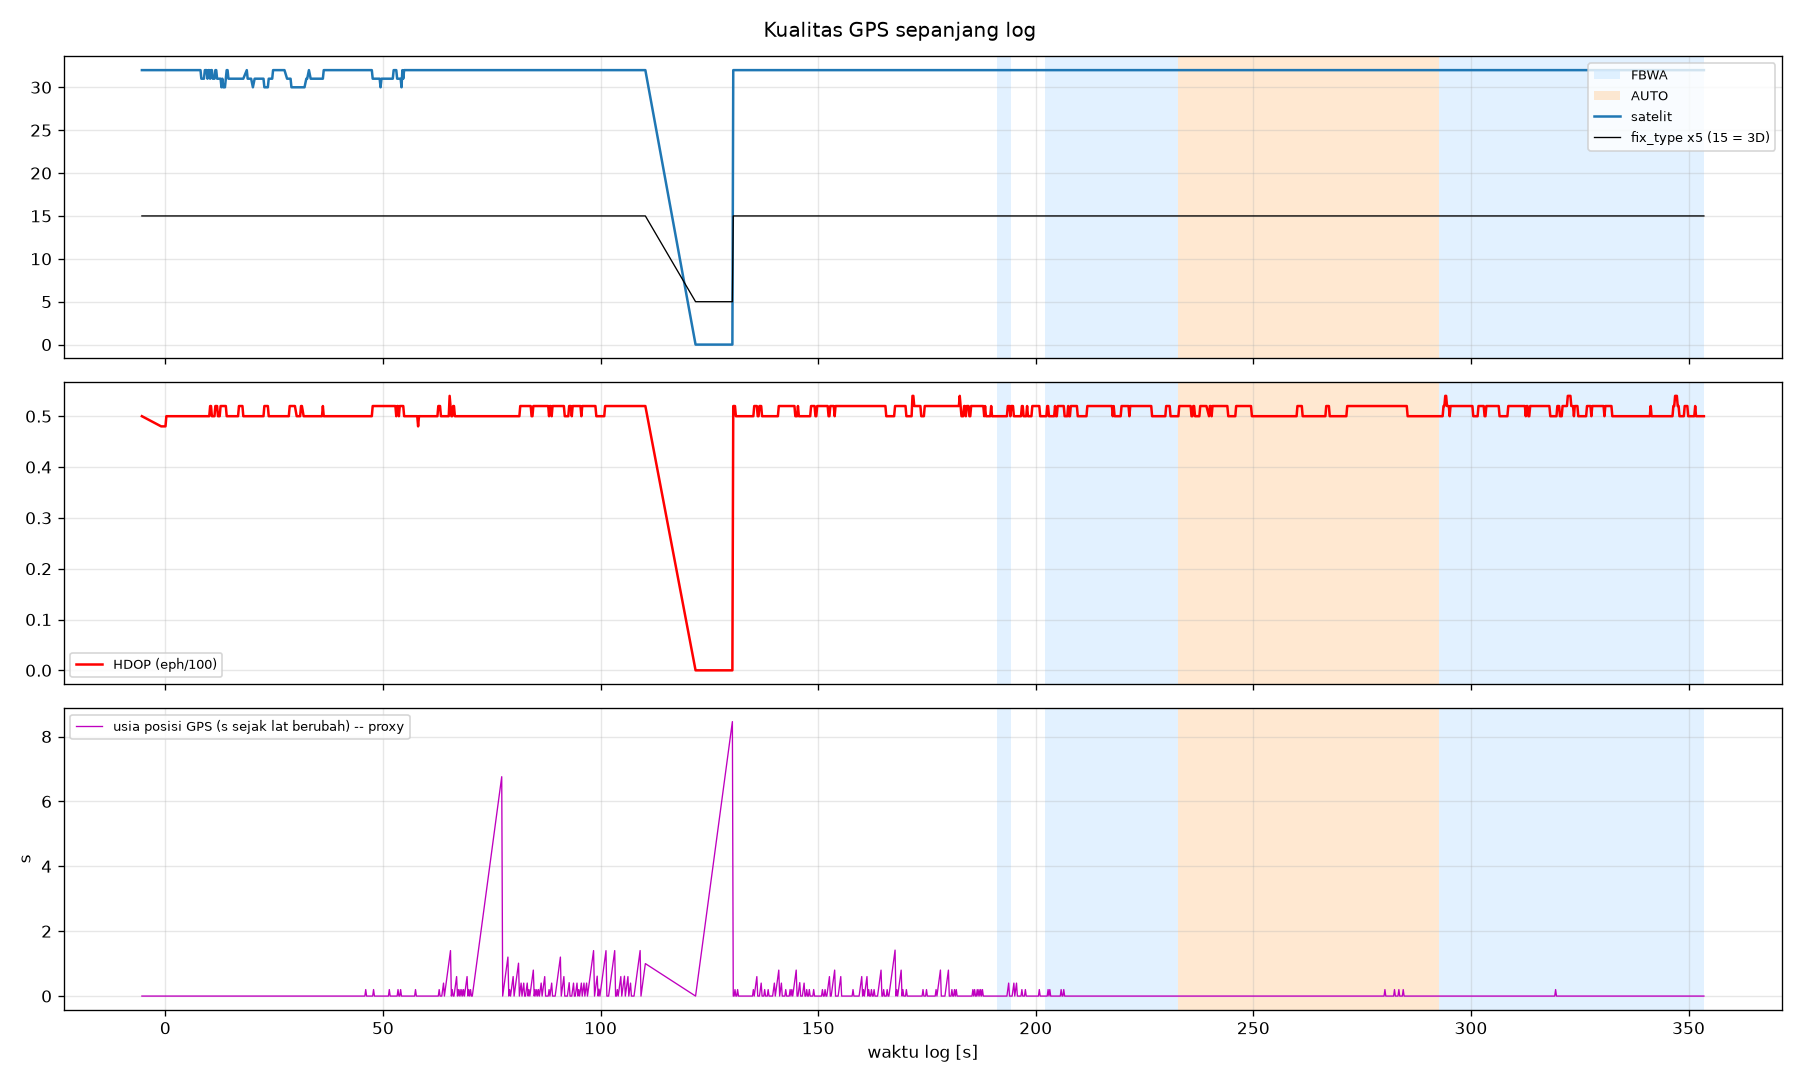 Kualitas GPS sepanjang log
30
25
20
15
10
5
0
FBWA
AUTO
satelit
fix_type x5 (15 = 3D)
0.5
0.4
0.3
0.2
0.1
0.0
HDOP (eph/100)
8
6
4
2
0
s
usia posisi GPS (s sejak lat berubah) -- proxy
0 50 100 150 200 250 300 350
waktu log [s]